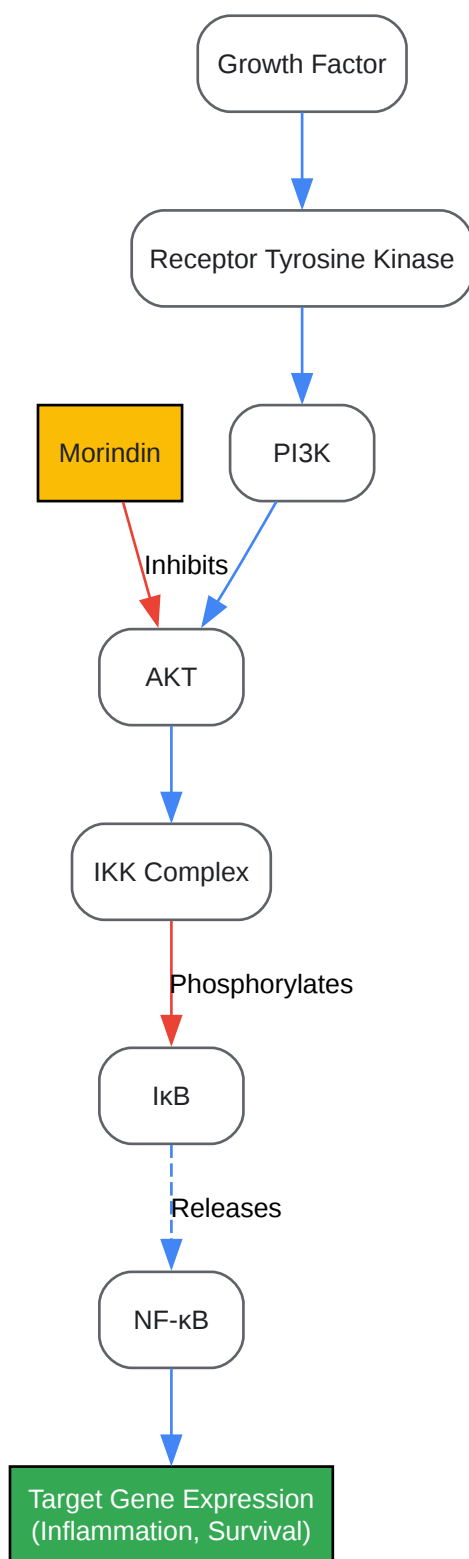 Growth Factor
Receptor Tyrosine Kinase
Morindin
PI3K
Inhibits
AKT
IKK Complex
Phosphorylates
IκB
Releases
NF-κB
Target Gene Expression
(Inflammation, Survival)